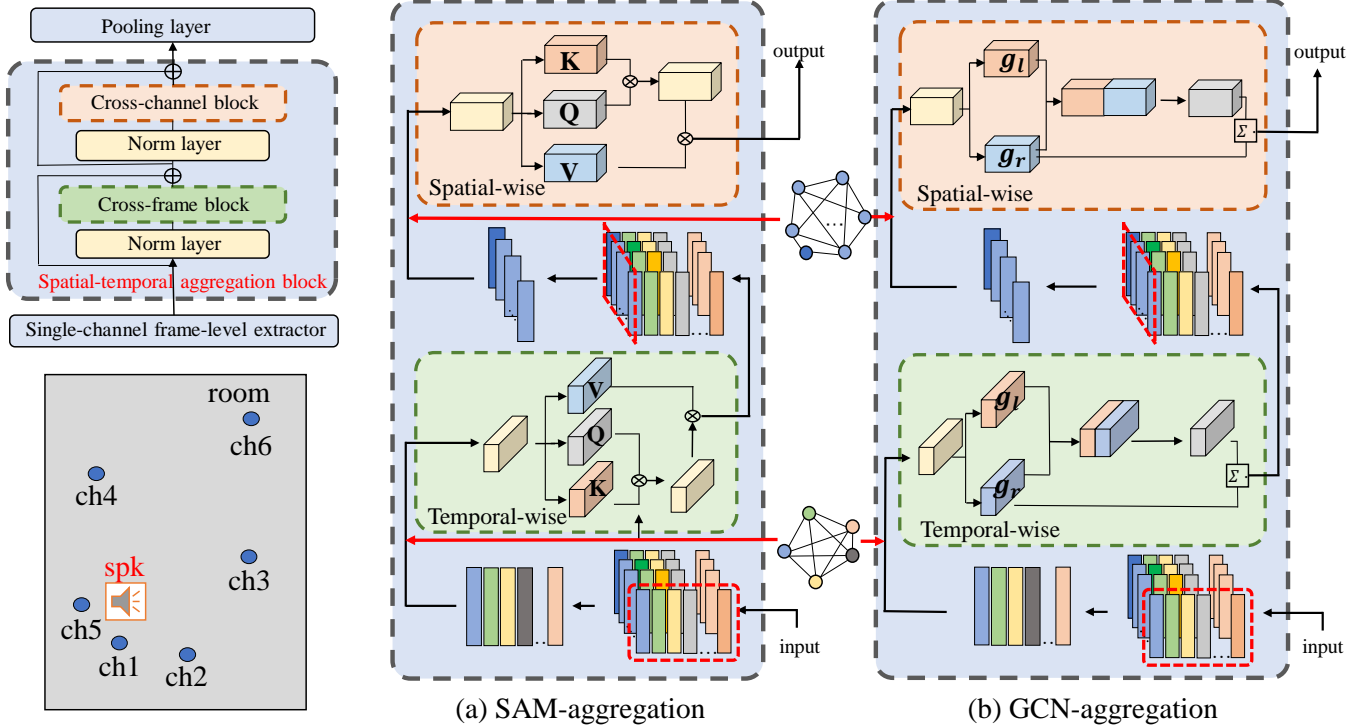 Pooling layer
Cross-channel block
Norm layer
Cross-frame block
Norm layer
Spatial-temporal aggregation block
Single-channel frame-level extractor
room
ch6
ch4
ch3
spk
ch5
ch1
ch2
K
Q
V
Spatial-wise
output
...
...
V
Q
K
Temporal-wise
...
...
input
(a) SAM-aggregation
g_l
g_r
Σ
Spatial-wise
output
...
...
g_l
g_r
Σ
Temporal-wise
...
...
input
(b) GCN-aggregation